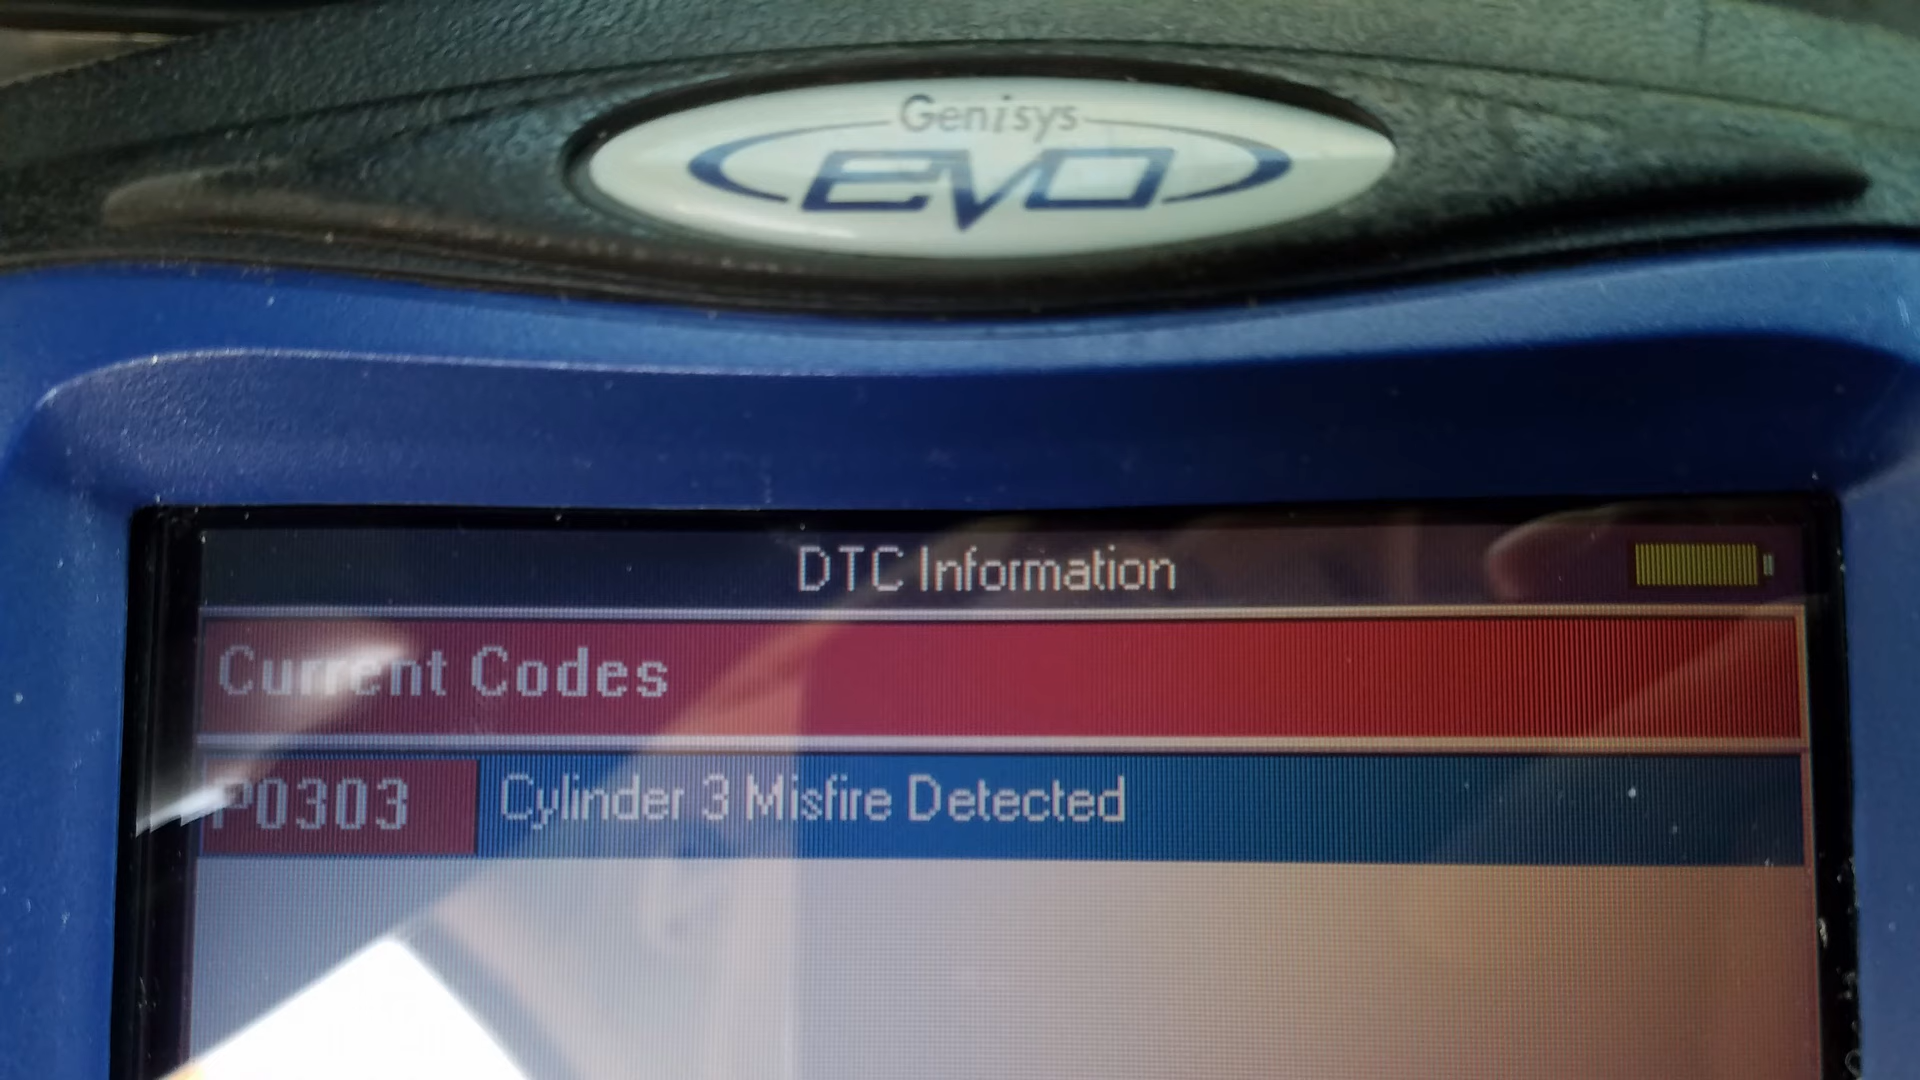 Genisys
EVO
DTC Information
Current Codes
P0303 Cylinder 3 Misfire Detected